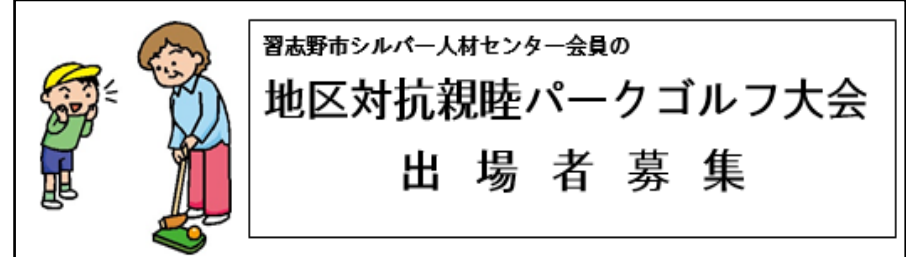 習志野市シルバー人材センター会員の
地区対抗親睦パークゴルフ大会
出 場 者 募 集